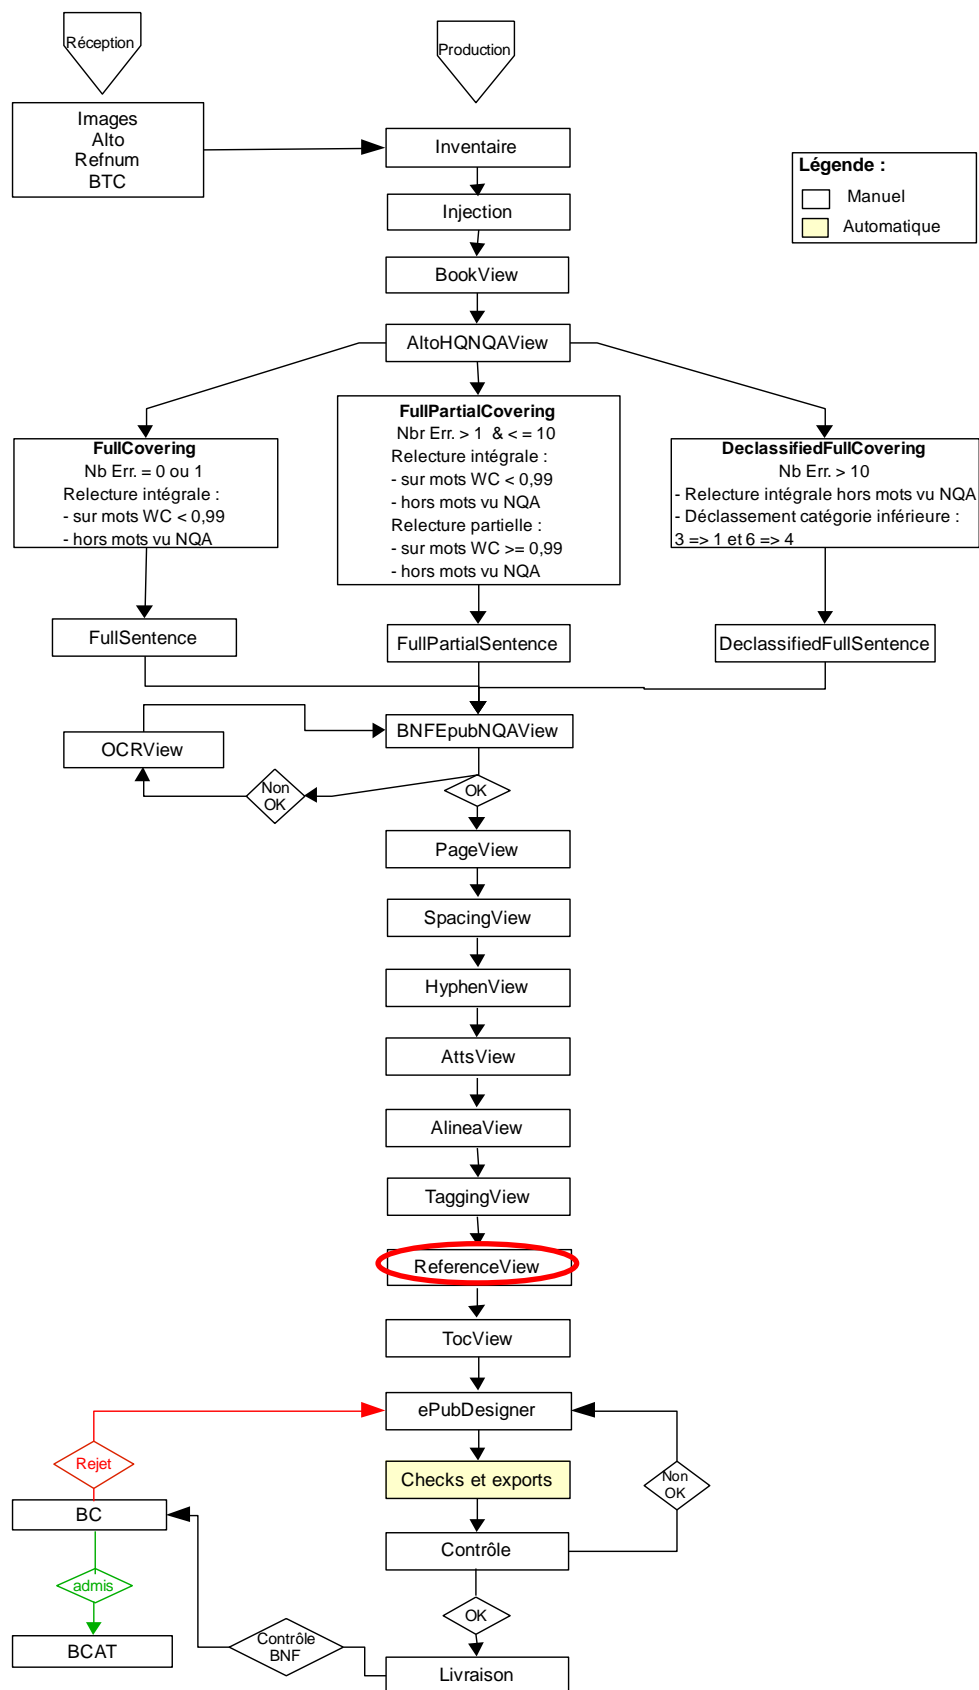 Réception
Production
Images
Alto
Refnum
BTC
Inventaire
Légende :
Manuel
Automatique
Injection
BookView
AltoHQNQAView
FullCovering
Nb Err. = 0 ou 1
Relecture intégrale :
- sur mots WC < 0,99
- hors mots vu NQA
FullPartialCovering
Nbr Err. > 1 & < = 10
Relecture intégrale :
- sur mots WC < 0,99
- hors mots vu NQA
Relecture partielle :
- sur mots WC >= 0,99
- hors mots vu NQA
DeclassifiedFullCovering
Nb Err. > 10
- Relecture intégrale hors mots vu NQA
- Déclassement catégorie inférieure :
3 => 1 et 6 => 4
FullSentence
FullPartialSentence
DeclassifiedFullSentence
BNFEpubNQAView
OCRView
Non
OK
OK
PageView
SpacingView
HyphenView
AttsView
AlineaView
TaggingView
ReferenceView
TocView
ePubDesigner
Rejet
Checks et exports
Non
OK
BC
Contrôle
admis
OK
Contrôle
BNF
BCAT
Livraison